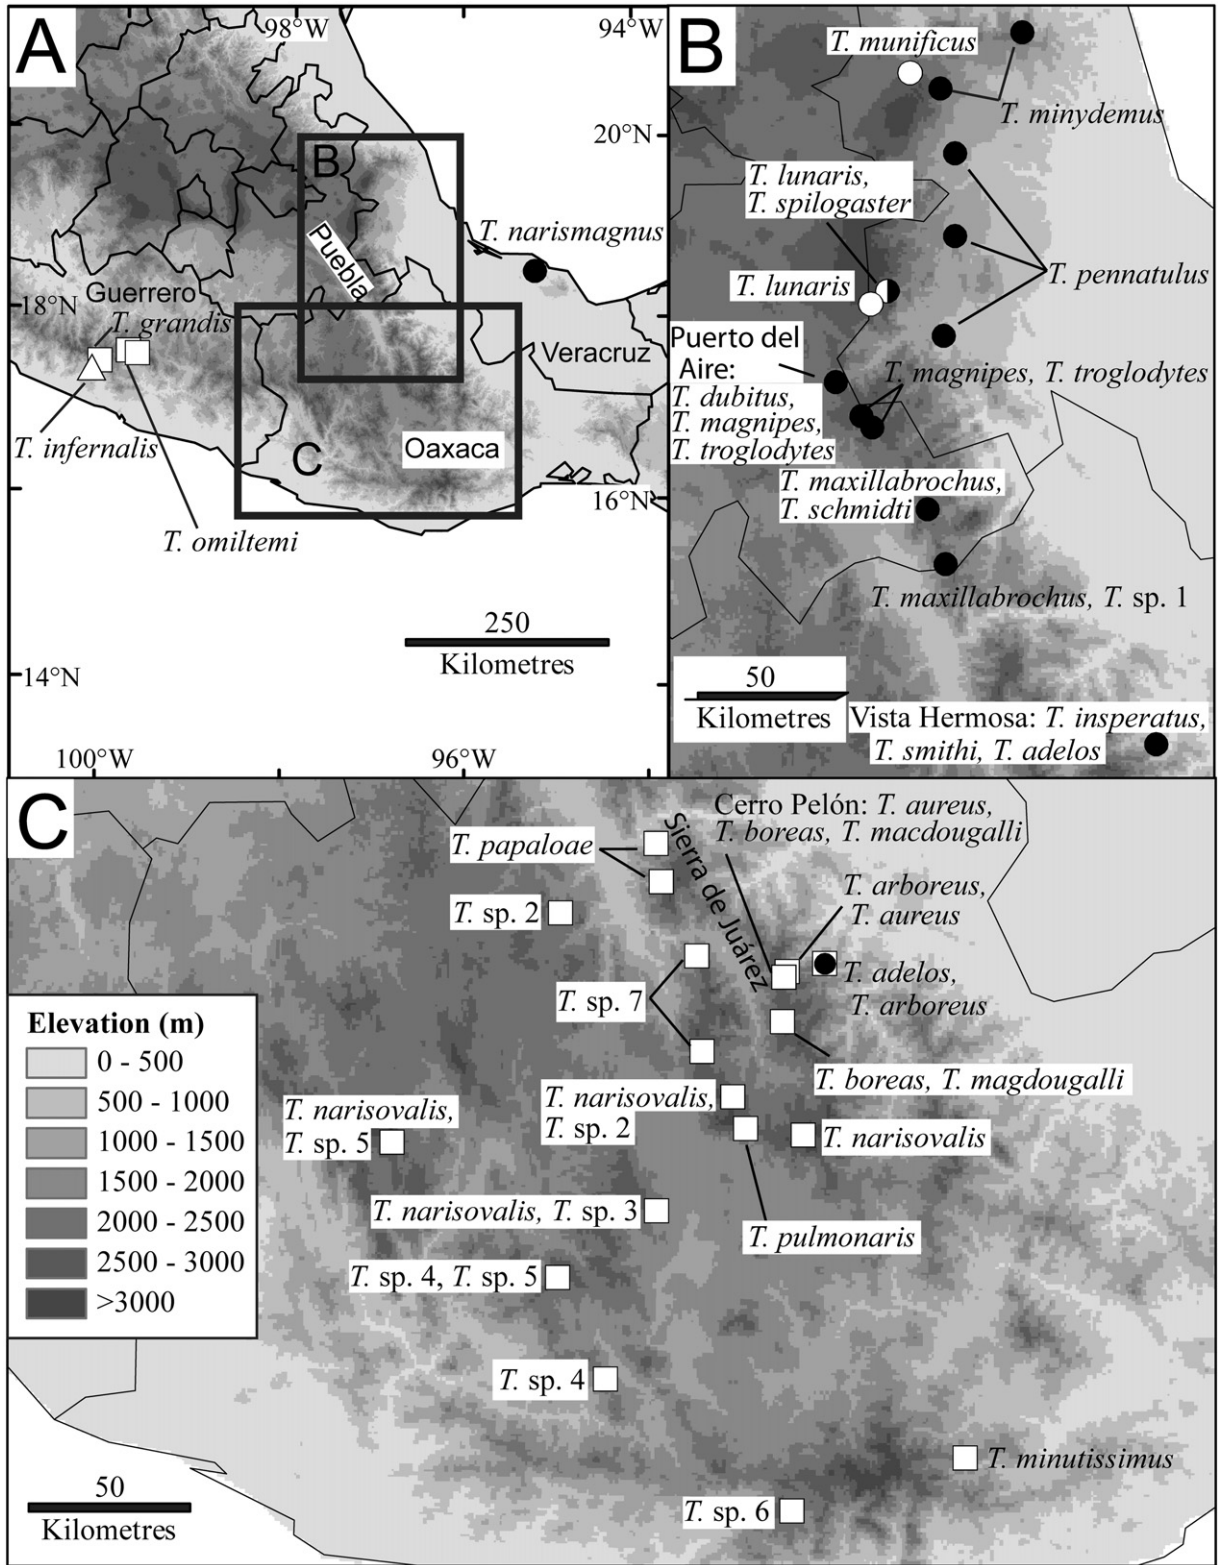 A
98°W
94°W
20°N
B
Puebla
T. narismagnus
18°N
Guerrero
T. grandis
Veracruz
T. infernalis
C
Oaxaca
16°N
T. omiltemi
250
Kilometres
14°N
100°W
96°W
B
T. munificus
T. minydemus
T. lunaris,
T. spilogaster
T. lunaris
T. pennatulus
Puerto del
Aire:
T. dubitus,
T. magnipes,
T. troglodytes
T. magnipes, T. troglodytes
T. maxillabrochus,
T. schmidti
T. maxillabrochus, T. sp. 1
50
Kilometres
Vista Hermosa: T. insperatus,
T. smithi, T. adelos
C
Cerro Pelón: T. aureus,
T. boreas, T. macdougalli
T. papaloae
Sierra de Juárez
T. arboreus,
T. aureus
T. sp. 2
T. adelos,
T. arboreus
T. sp. 7
T. boreas, T. magdougalli
Elevation (m)
0 - 500
500 - 1000
1000 - 1500
1500 - 2000
2000 - 2500
2500 - 3000
>3000
T. narisovalis,
T. sp. 2
T. narisovalis,
T. sp. 5
T. narisovalis
T. narisovalis, T. sp. 3
T. pulmonaris
T. sp. 4, T. sp. 5
T. sp. 4
T. minutissimus
T. sp. 6
50
Kilometres